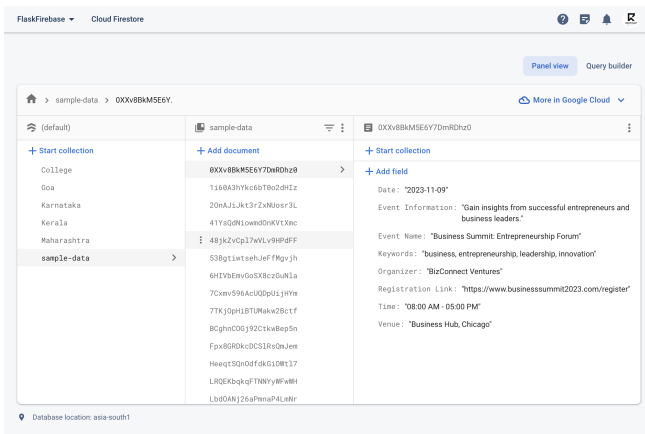 FlaskFirebase
Cloud Firestore
Panel view
Query builder
sample-data
0XXv8BkM5E6Y.
More in Google Cloud
(default)
sample-data
0XXv8BkM5E6Y7DmRDhz0
Start collection
Add document
Start collection
College
Goa
Karnataka
Kerala
Maharashtra
sample-data
0XXv8BkM5E6Y7DmRDhz0
1i60A3hYkc6bT0o2dHIz
2OnAJiJkt3rZxNUosr3L
41YsQdNiowmdOnKVtXmc
48jkZvCpl7wVLv9HPdFF
53BgtiwtsehJeFfMgvjh
6HIVbEmvGoSX8czGuNla
7Cxmv596AcUQDpUijHYm
7TKjOpHiBTUMakw2Bctf
BCghnCOGj92CtkwBep5n
Fpx8GRDkcDCSlRsQmJem
HeeqtSQnOdfdkGiOWtl7
LRQEKbqkqFTNNYyWFwWH
LbdOANj26aPmnaP4LmNr
Add field
Date: "2023-11-09"
Event Information: "Gain insights from successful entrepreneurs and
business leaders."
Event Name: "Business Summit: Entrepreneurship Forum"
Keywords: "business, entrepreneurship, leadership, innovation"
Organizer: "BizConnect Ventures"
Registration Link: "https://www.businesssummit2023.com/register"
Time: "08:00 AM - 05:00 PM"
Venue: "Business Hub, Chicago"
Database location: asia-south1